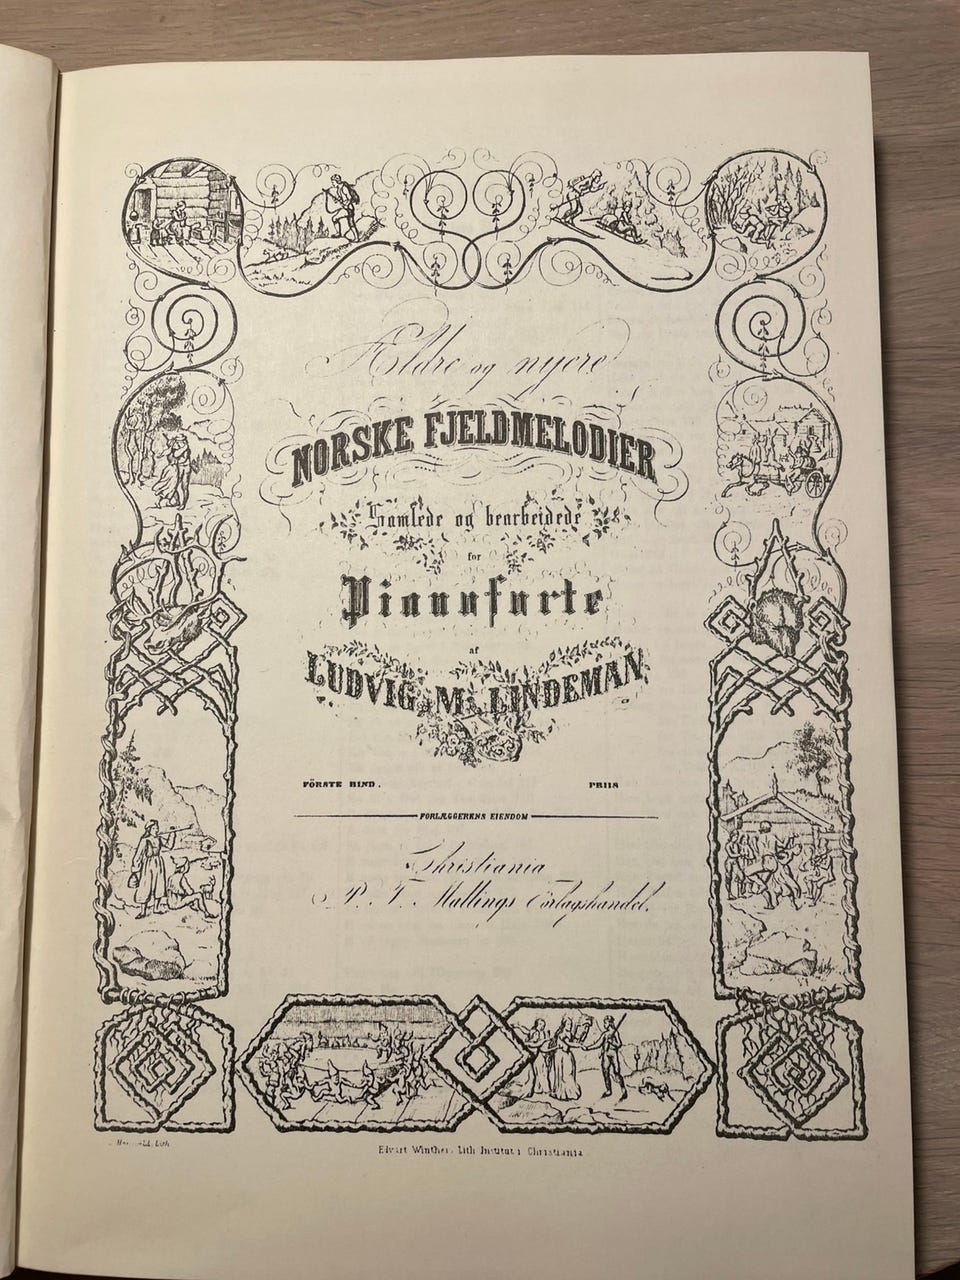 Ældre og nyere
NORSKE FJELDMELODIER
Samlede og bearbeidede
for
Pianoforte
af
LUDVIG M. LINDEMAN
FÖRSTE BIND.
PRIIS
FORLÆGGERENS EIENDOM
Christiania
P. T. Mallings Forlagshandel.
Lith.
Edvart Winther. Lith Institut i Christiania